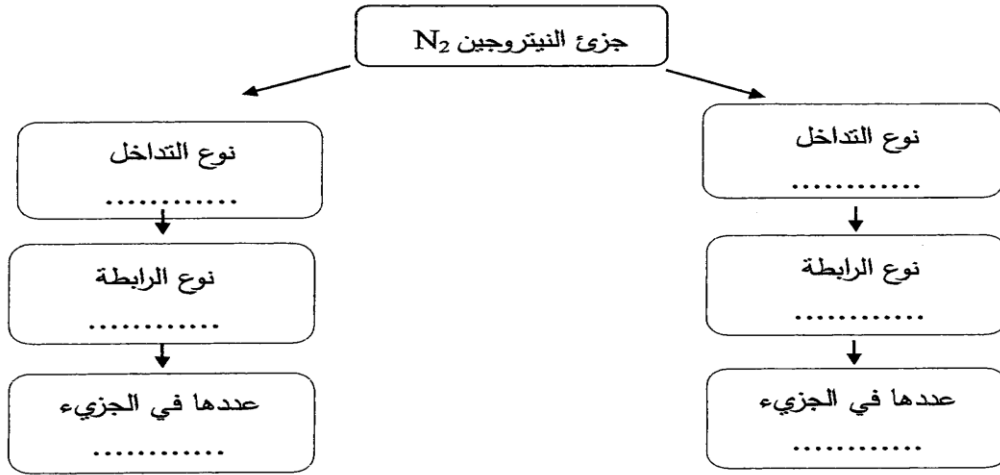 جزئ النيتروجين N₂
نوع التداخل
............
نوع الرابطة
............
عددها في الجزيء
............
نوع التداخل
............
نوع الرابطة
............
عددها في الجزيء
............